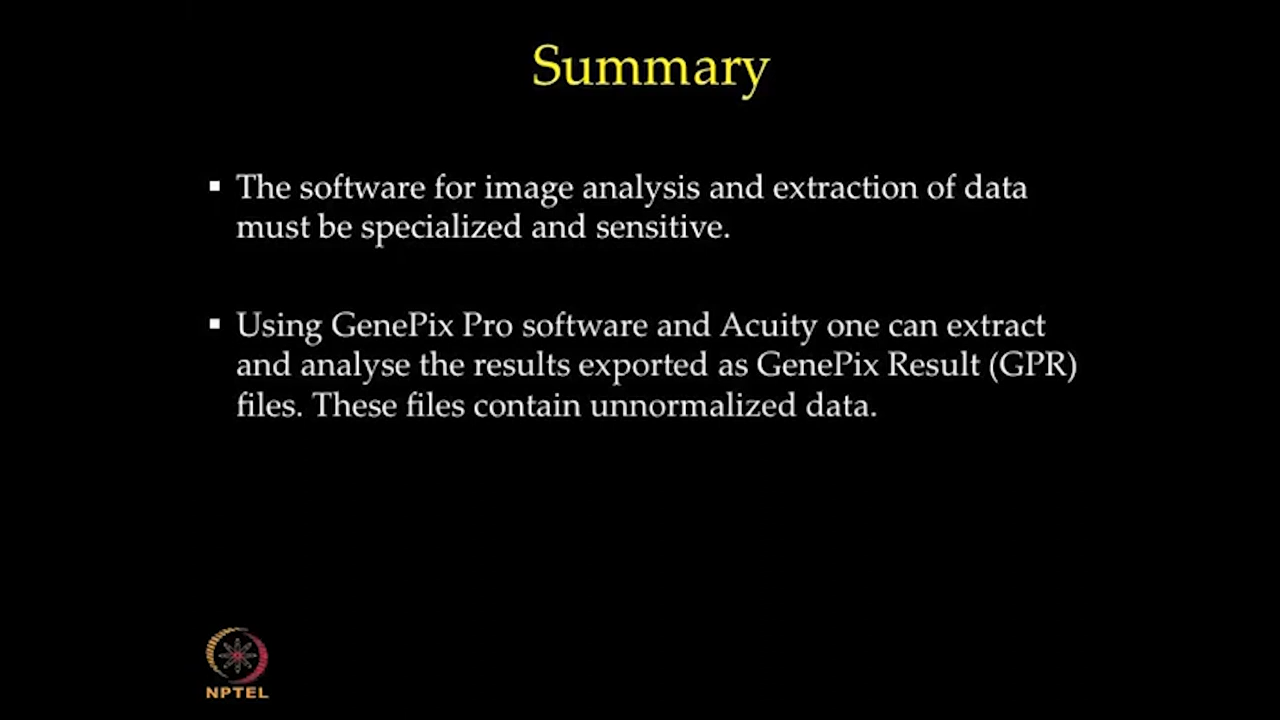 Summary
▪ The software for image analysis and extraction of data
must be specialized and sensitive.
▪ Using GenePix Pro software and Acuity one can extract
and analyse the results exported as GenePix Result (GPR)
files. These files contain unnormalized data.
NPTEL